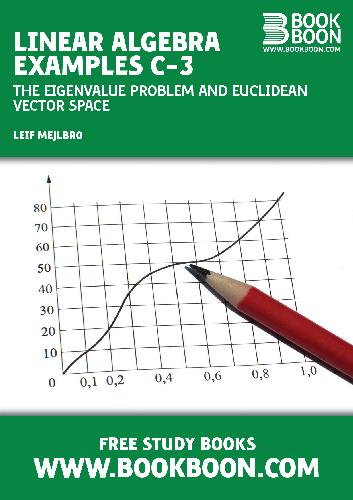 BOOK
BOON
WWW.BOOKBOON.COM
LINEAR ALGEBRA
EXAMPLES C-3
THE EIGENVALUE PROBLEM AND EUCLIDEAN
VECTOR SPACE
LEIF MEJLBRO
80
70
60
50
40
30
20
10
0 0,1 0,2 0,4 0,6 0,8 1,0
FREE STUDY BOOKS
WWW.BOOKBOON.COM